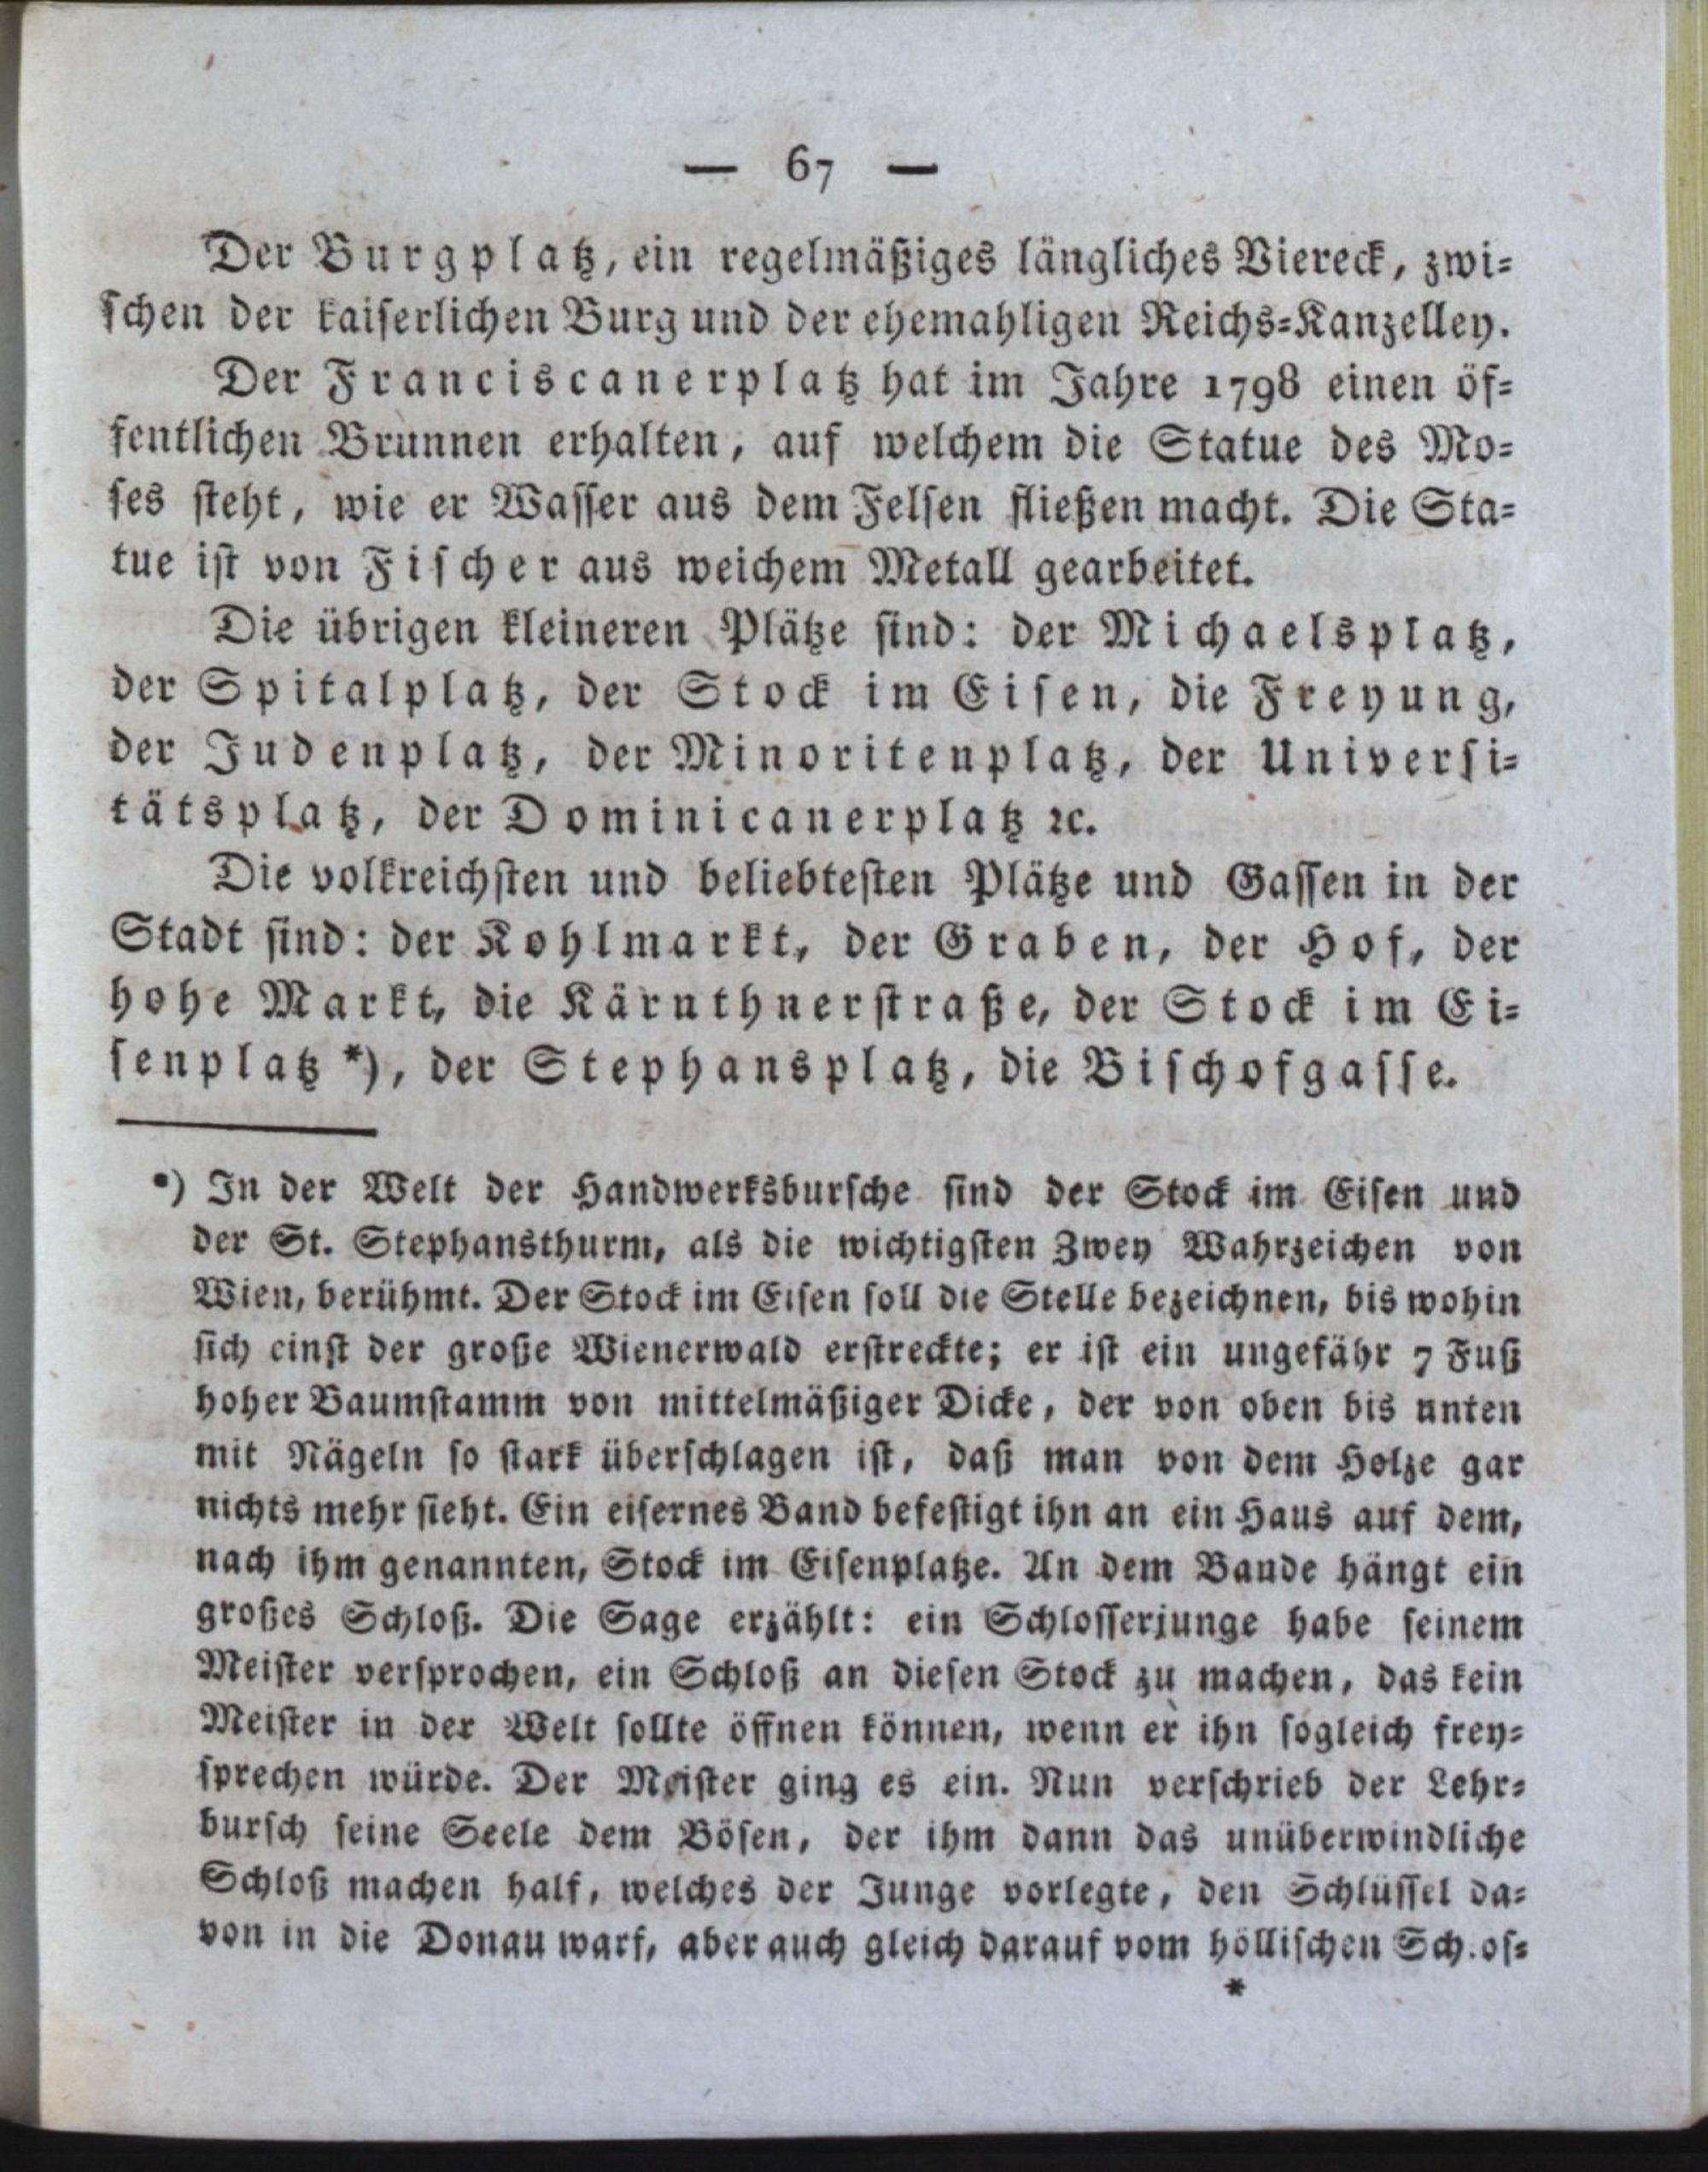 — 67 —
Der Burgplatz, ein regelmäßiges längliches Viereck, zwi=
schen der kaiserlichen Burg und der ehemahligen Reichs=Kanzelley.
Der Franciscanerplatz hat im Jahre 1798 einen öf=
fentlichen Brunnen erhalten, auf welchem die Statue des Mo=
ses steht, wie er Wasser aus dem Felsen fließen macht. Die Sta=
tue ist von Fischer aus weichem Metall gearbeitet.
Die übrigen kleineren Plätze sind: der Michaelsplatz,
der Spitalplatz, der Stock im Eisen, die Freyung,
der Judenplatz, der Minoritenplatz, der Universi=
tätsplatz, der Dominicanerplatz ꝛc.
Die volkreichsten und beliebtesten Plätze und Gassen in der
Stadt sind: der Kohlmarkt, der Graben, der Hof, der
hohe Markt, die Kärnthnerstraße, der Stock im Ei=
senplatz *), der Stephansplatz, die Bischofgasse.
*) In der Welt der Handwerksbursche sind der Stock im Eisen und
der St. Stephansthurm, als die wichtigsten Zwey Wahrzeichen von
Wien, berühmt. Der Stock im Eisen soll die Stelle bezeichnen, bis wohin
sich einst der große Wienerwald erstreckte; er ist ein ungefähr 7 Fuß
hoher Baumstamm von mittelmäßiger Dicke, der von oben bis unten
mit Nägeln so stark überschlagen ist, daß man von dem Holze gar
nichts mehr sieht. Ein eisernes Band befestigt ihn an ein Haus auf dem,
nach ihm genannten, Stock im Eisenplatze. An dem Bande hängt ein
großes Schloß. Die Sage erzählt: ein Schlosserjunge habe seinem
Meister versprochen, ein Schloß an diesen Stock zu machen, das kein
Meister in der Welt sollte öffnen können, wenn er ihn sogleich frey=
sprechen würde. Der Meister ging es ein. Nun verschrieb der Lehr=
bursch seine Seele dem Bösen, der ihm dann das unüberwindliche
Schloß machen half, welches der Junge vorlegte, den Schlüssel da=
von in die Donau warf, aber auch gleich darauf vom höllischen Schlos=
*